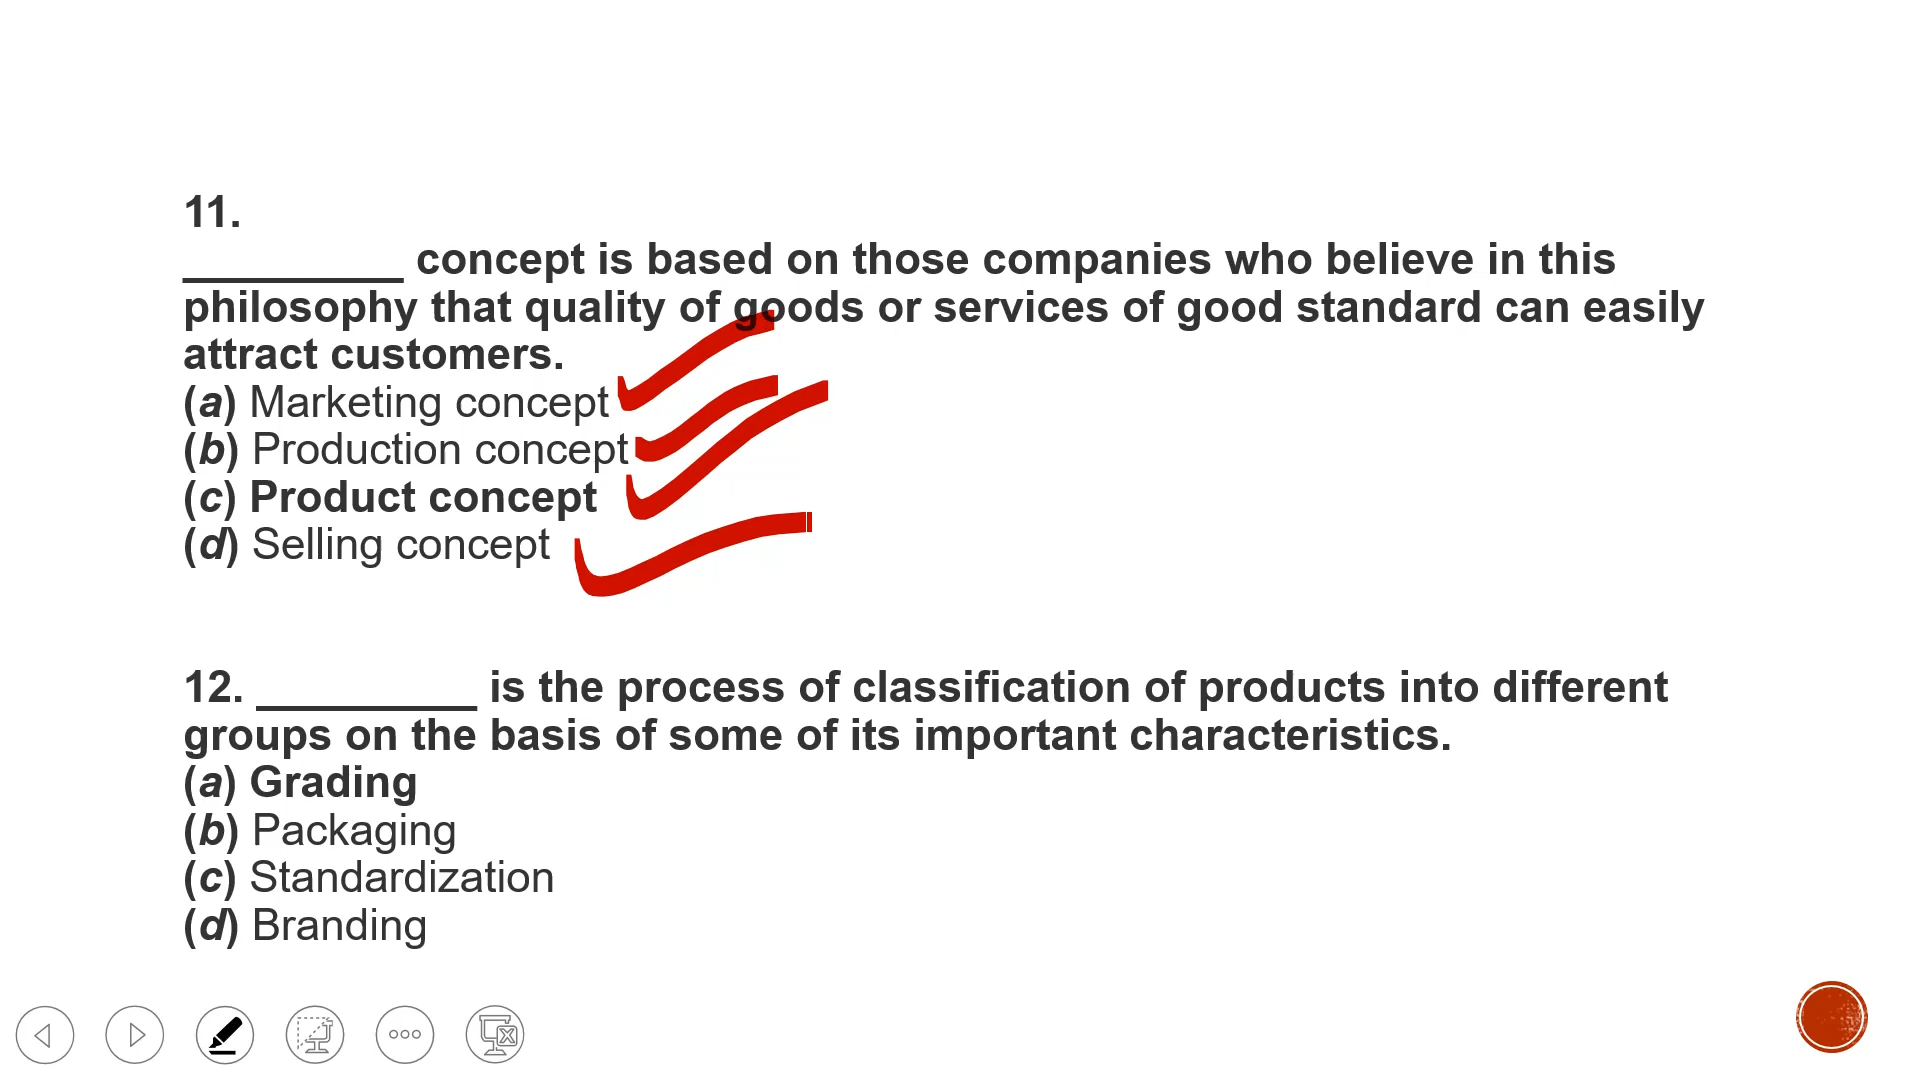 11.
__________ concept is based on those companies who believe in this
philosophy that quality of goods or services of good standard can easily
attract customers.
(a) Marketing concept
(b) Production concept
(c) Product concept
(d) Selling concept
12. __________ is the process of classification of products into different
groups on the basis of some of its important characteristics.
(a) Grading
(b) Packaging
(c) Standardization
(d) Branding